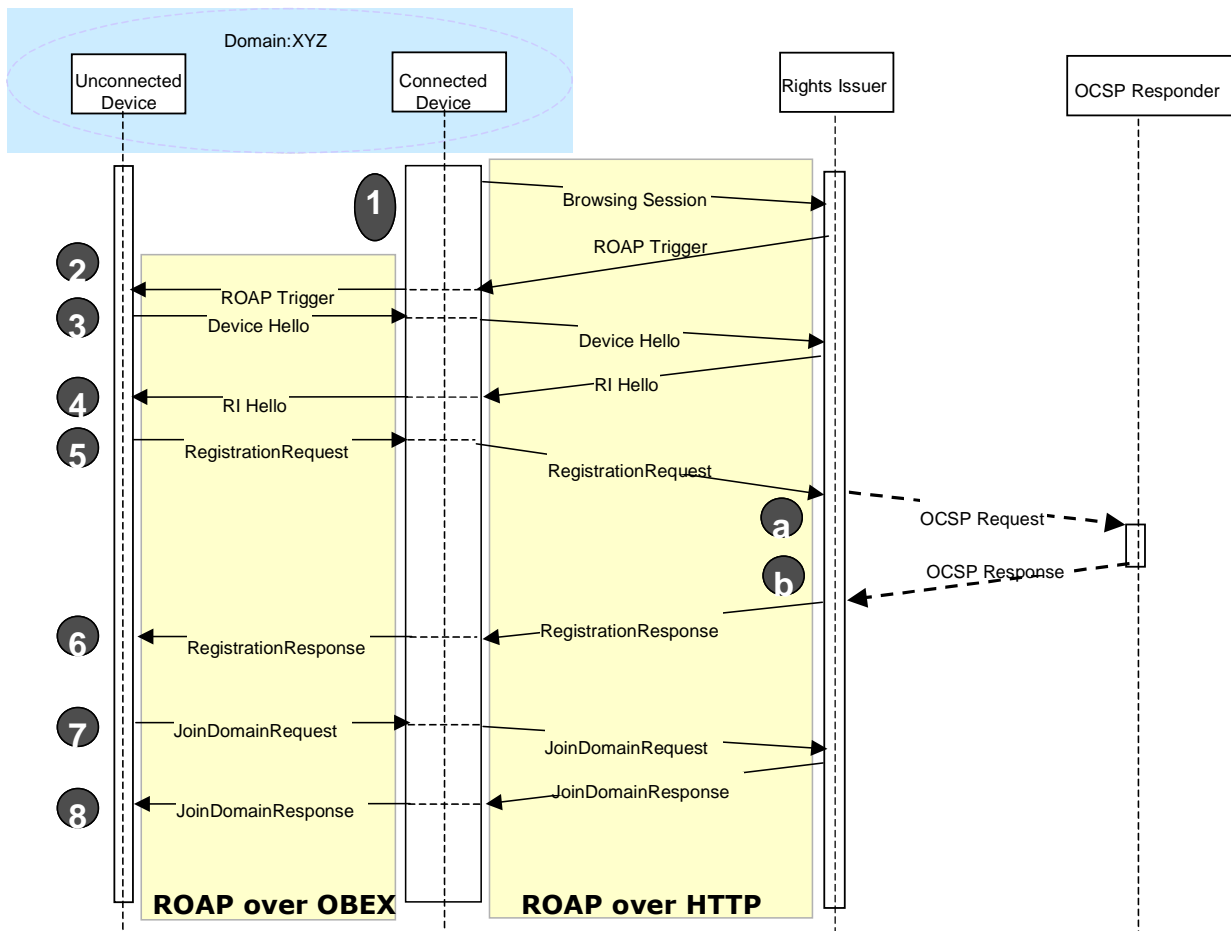 Domain:XYZ
Unconnected
Device
Connected
Device
Rights Issuer
OCSP Responder
1
Browsing Session
ROAP Trigger
2
ROAP Trigger
3
Device Hello
Device Hello
RI Hello
4
RI Hello
5
RegistrationRequest
RegistrationRequest
a
OCSP Request
b
OCSP Response
RegistrationResponse
6
RegistrationResponse
7
JoinDomainRequest
JoinDomainRequest
JoinDomainResponse
8
JoinDomainResponse
ROAP over OBEX
ROAP over HTTP